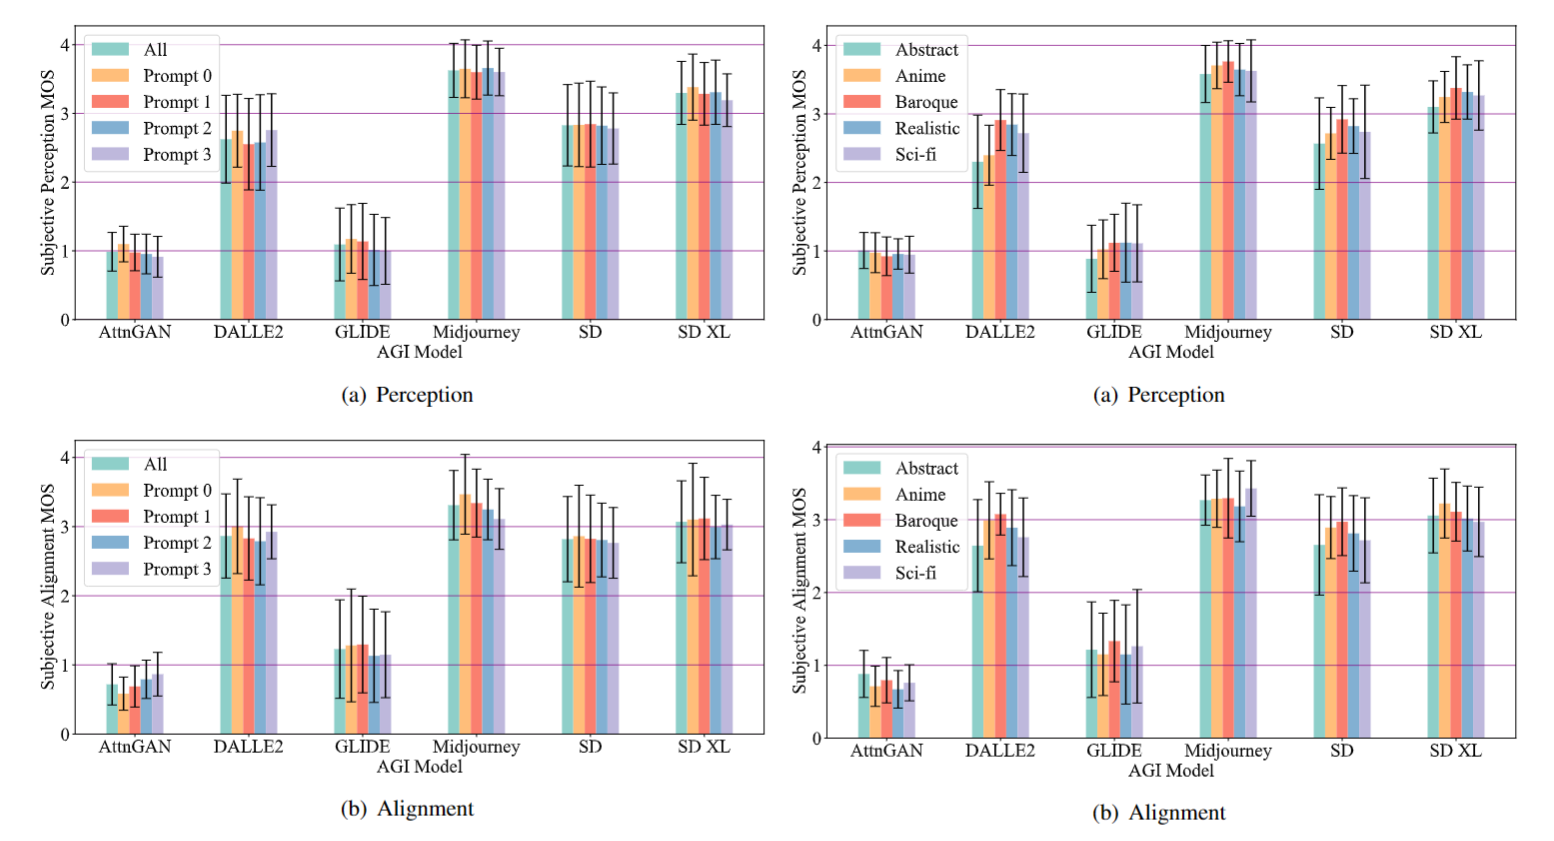 4
3
2
1
0
Subjective Perception MOS
All
Prompt 0
Prompt 1
Prompt 2
Prompt 3
AttnGAN DALLE2 GLIDE Midjourney SD SD XL
AGI Model
(a) Perception
4
3
2
1
0
Subjective Perception MOS
Abstract
Anime
Baroque
Realistic
Sci-fi
AttnGAN DALLE2 GLIDE Midjourney SD SD XL
AGI Model
(a) Perception
4
3
2
1
0
Subjective Alignment MOS
All
Prompt 0
Prompt 1
Prompt 2
Prompt 3
AttnGAN DALLE2 GLIDE Midjourney SD SD XL
AGI Model
(b) Alignment
4
3
2
1
0
Subjective Alignment MOS
Abstract
Anime
Baroque
Realistic
Sci-fi
AttnGAN DALLE2 GLIDE Midjourney SD SD XL
AGI Model
(b) Alignment